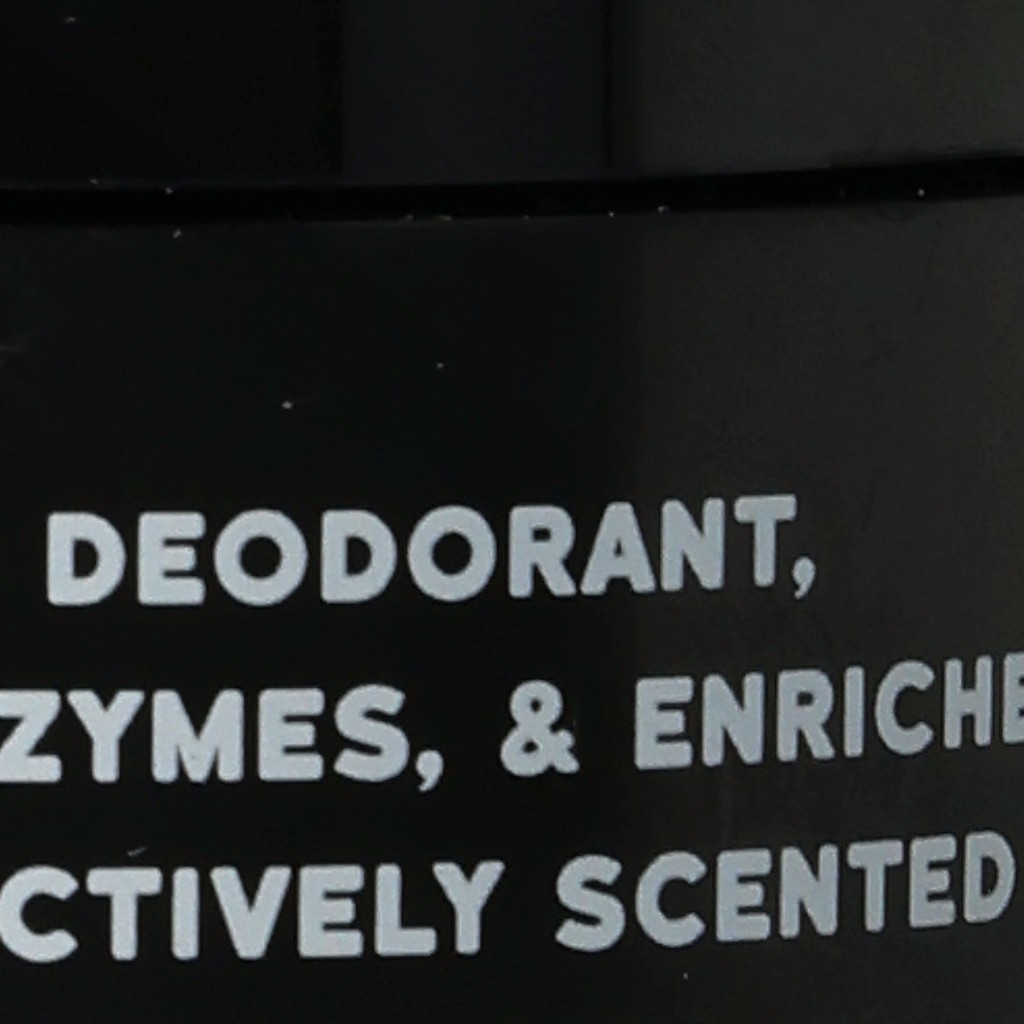 DEODORANT,
ZYMES, & ENRICHE
CTIVELY SCENTED